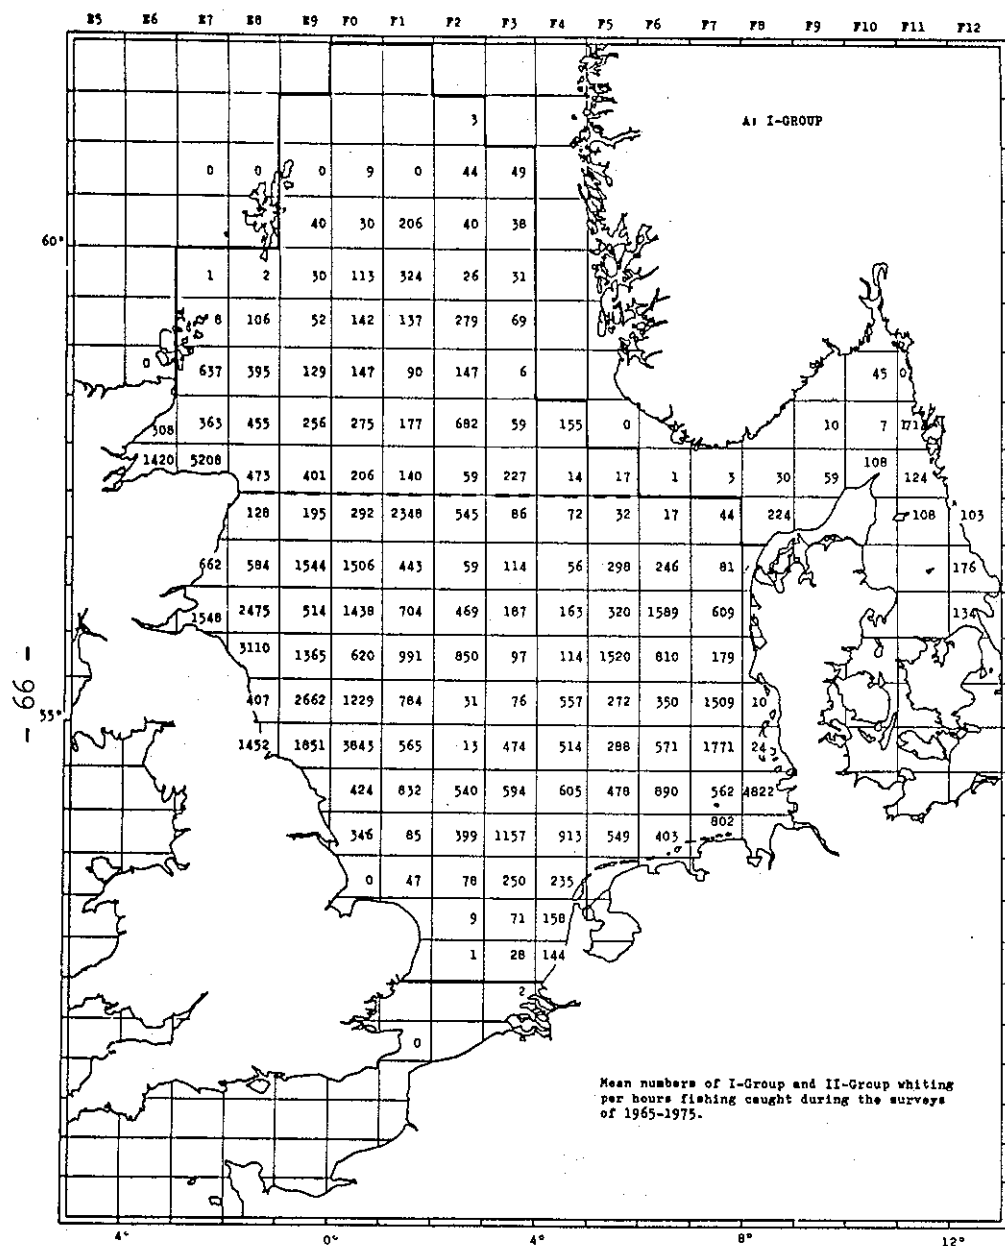 E5 E6 E7 E8 E9 F0 F1 F2 F3 F4 F5 F6 F7 F8 F9 F10 F11 F12
A: I-GROUP
3
0 0 0 9 0 44 49
40 30 206 40 38
60°
1 2 30 113 324 26 31
8 106 52 142 137 279 69
637 395 129 147 90 147 6 45 0
308 363 455 256 275 177 682 59 155 0 10 7
1420 5208 108
473 401 206 140 59 227 14 17 1 3 30 59 124
128 195 292 2348 545 86 72 32 17 44 224 108 103
662 584 1544 1506 443 59 114 56 298 246 81 176
1548 2475 514 1438 704 469 187 163 320 1589 609 134
3110 1365 620 991 850 97 114 1520 810 179
407 2662 1229 784 31 76 557 272 350 1509 10
55°
1452 1851 3843 565 13 474 514 288 571 1771 24
424 832 540 594 605 478 890 562 4822
802
346 85 399 1157 913 549 403
0 47 78 250 235
9 71 158
1 28 144
2
0
Mean numbers of I-Group and II-Group whiting
per hours fishing caught during the surveys
of 1965-1975.
4° 0° 4° 8° 12°
- 66 -